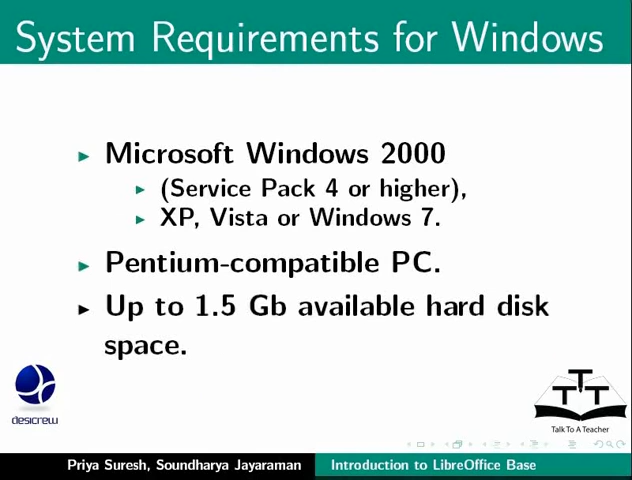 System Requirements for Windows
Microsoft Windows 2000
(Service Pack 4 or higher),
XP, Vista or Windows 7.
Pentium-compatible PC.
Up to 1.5 Gb available hard disk
space.
desicrew
T
T T
Talk To A Teacher
Priya Suresh, Soundharya Jayaraman
Introduction to LibreOffice Base